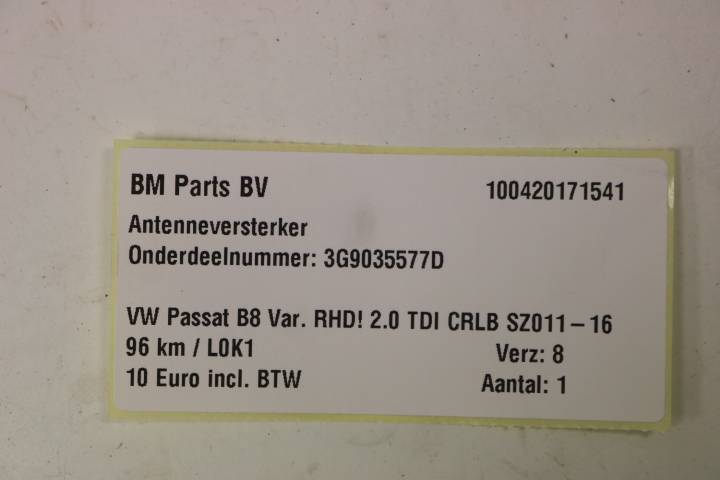 BM Parts BV 100420171541
Antenneversterker
Onderdeelnummer: 3G9035577D
VW Passat B8 Var. RHD! 2.0 TDI CRLB SZ011-16
96 km / L0K1 Verz: 8
10 Euro incl. BTW Aantal: 1